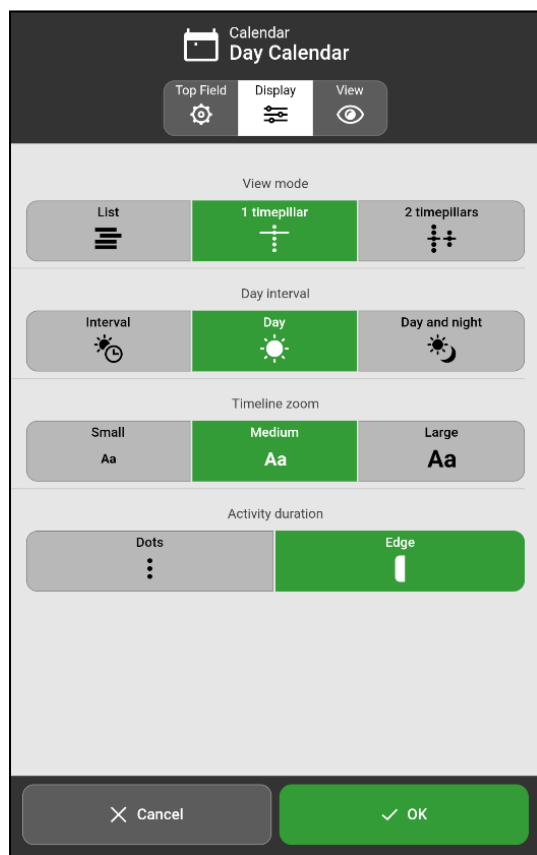 Calendar
Day Calendar
Top Field Display View
View mode
List 1 timepillar 2 timepillars
Day interval
Interval Day Day and night
Timeline zoom
Small Medium Large
Aa Aa Aa
Activity duration
Dots Edge
Cancel OK